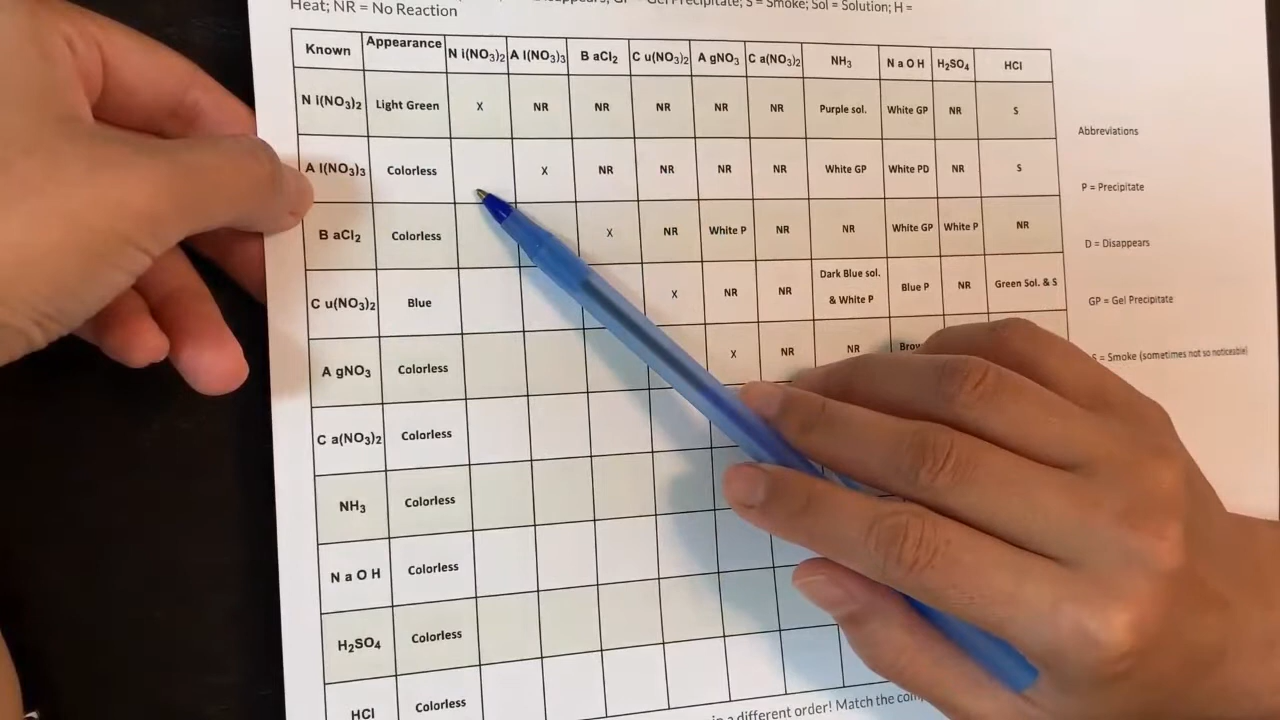 Heat; NR = No Reaction
Smoke; Sol = Solution; H =
Known Appearance N i(NO3)2 A l(NO3)3 B aCl2 C u(NO3)2 A gNO3 C a(NO3)2 NH3 N a O H H2SO4 HCl
N i(NO3)2 Light Green X NR NR NR NR NR Purple sol. White GP NR S
A l(NO3)3 Colorless X NR NR NR NR White GP White PD NR S
B aCl2 Colorless X NR White P NR NR White GP White P NR
C u(NO3)2 Blue X NR NR Dark Blue sol. & White P Blue P NR Green Sol. & S
A gNO3 Colorless X NR NR
C a(NO3)2 Colorless
NH3 Colorless
N a O H Colorless
H2SO4 Colorless
HCl Colorless
Abbreviations
P = Precipitate
D = Disappears
GP = Gel Precipitate
S = Smoke (sometimes not so noticeable)
in a different order! Match the